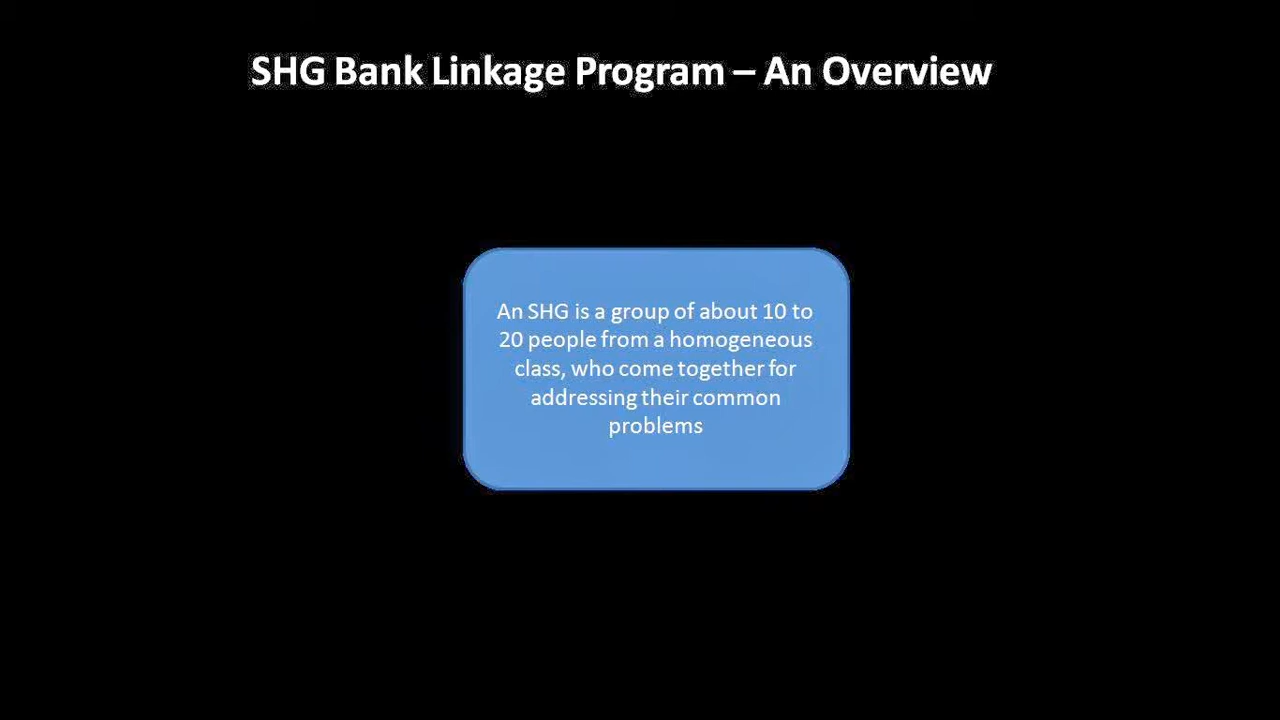 SHG Bank Linkage Program – An Overview
An SHG is a group of about 10 to
20 people from a homogeneous
class, who come together for
addressing their common
problems